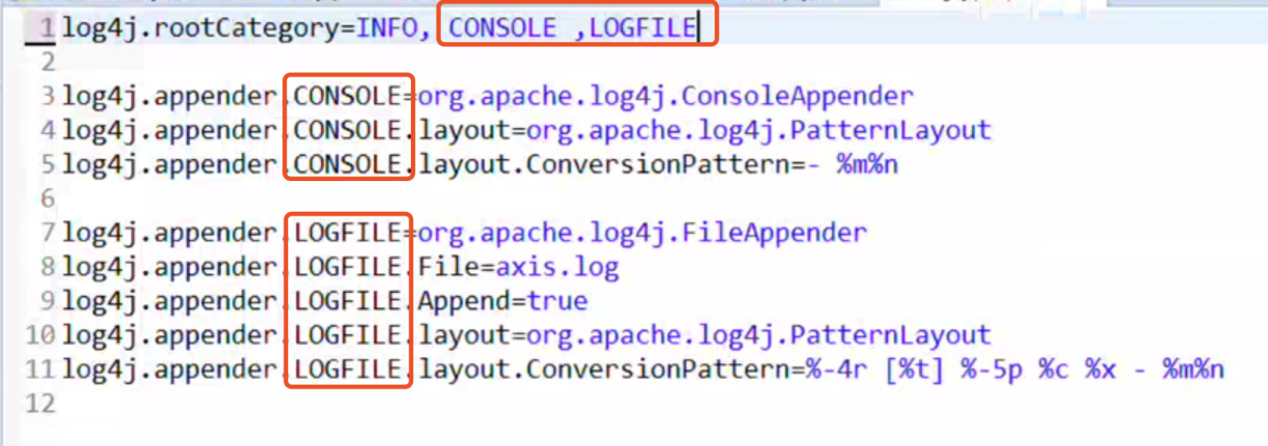 1 log4j.rootCategory=INFO, CONSOLE ,LOGFILE
2
3 log4j.appender.CONSOLE=org.apache.log4j.ConsoleAppender
4 log4j.appender.CONSOLE.layout=org.apache.log4j.PatternLayout
5 log4j.appender.CONSOLE.layout.ConversionPattern=- %m%n
6
7 log4j.appender.LOGFILE=org.apache.log4j.FileAppender
8 log4j.appender.LOGFILE.File=axis.log
9 log4j.appender.LOGFILE.Append=true
10 log4j.appender.LOGFILE.layout=org.apache.log4j.PatternLayout
11 log4j.appender.LOGFILE.layout.ConversionPattern=%-4r [%t] %-5p %c %x - %m%n
12